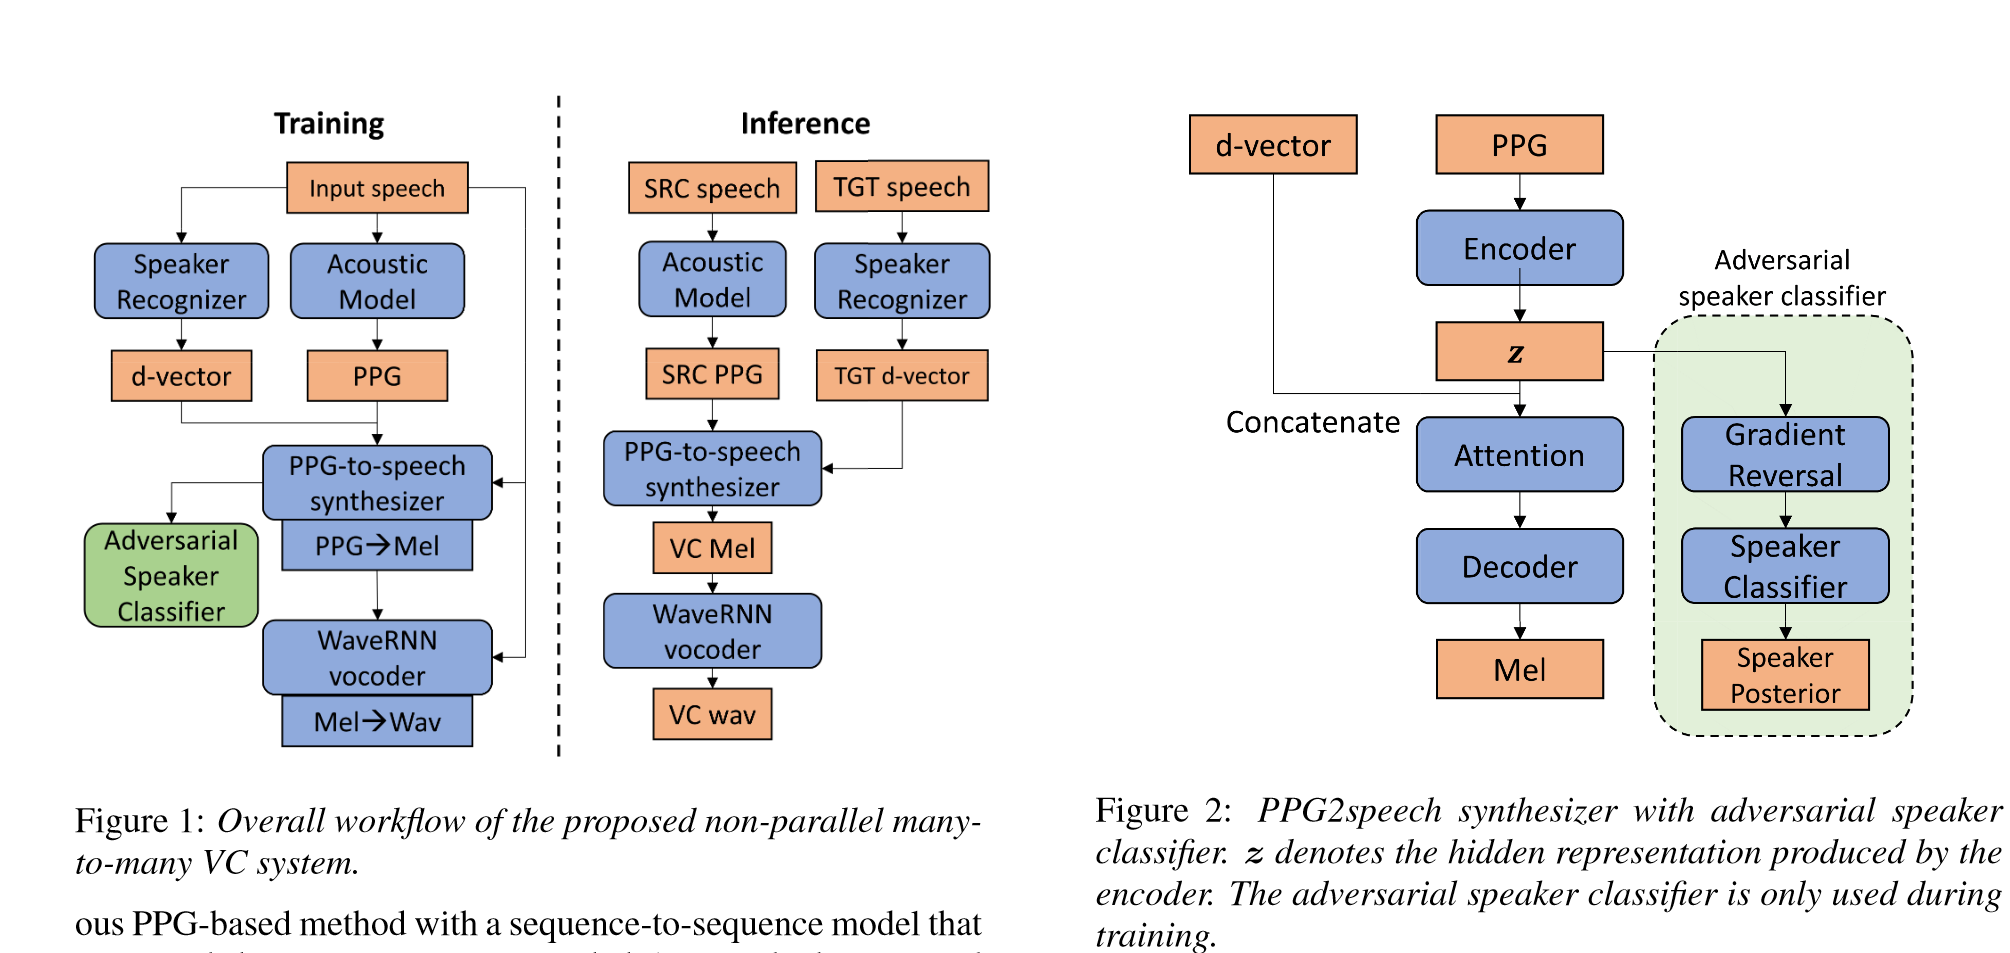 Training
Input speech
Speaker
Recognizer
Acoustic
Model
d-vector
PPG
PPG-to-speech
synthesizer
PPG→Mel
Adversarial
Speaker
Classifier
WaveRNN
vocoder
Mel→Wav
Inference
SRC speech
TGT speech
Acoustic
Model
Speaker
Recognizer
SRC PPG
TGT d-vector
PPG-to-speech
synthesizer
VC Mel
WaveRNN
vocoder
VC wav
Figure 1: Overall workflow of the proposed non-parallel many-
to-many VC system.
ous PPG-based method with a sequence-to-sequence model that
d-vector
PPG
Encoder
z
Concatenate
Attention
Decoder
Mel
Adversarial
speaker classifier
Gradient
Reversal
Speaker
Classifier
Speaker
Posterior
Figure 2: PPG2speech synthesizer with adversarial speaker
classifier. z denotes the hidden representation produced by the
encoder. The adversarial speaker classifier is only used during
training.